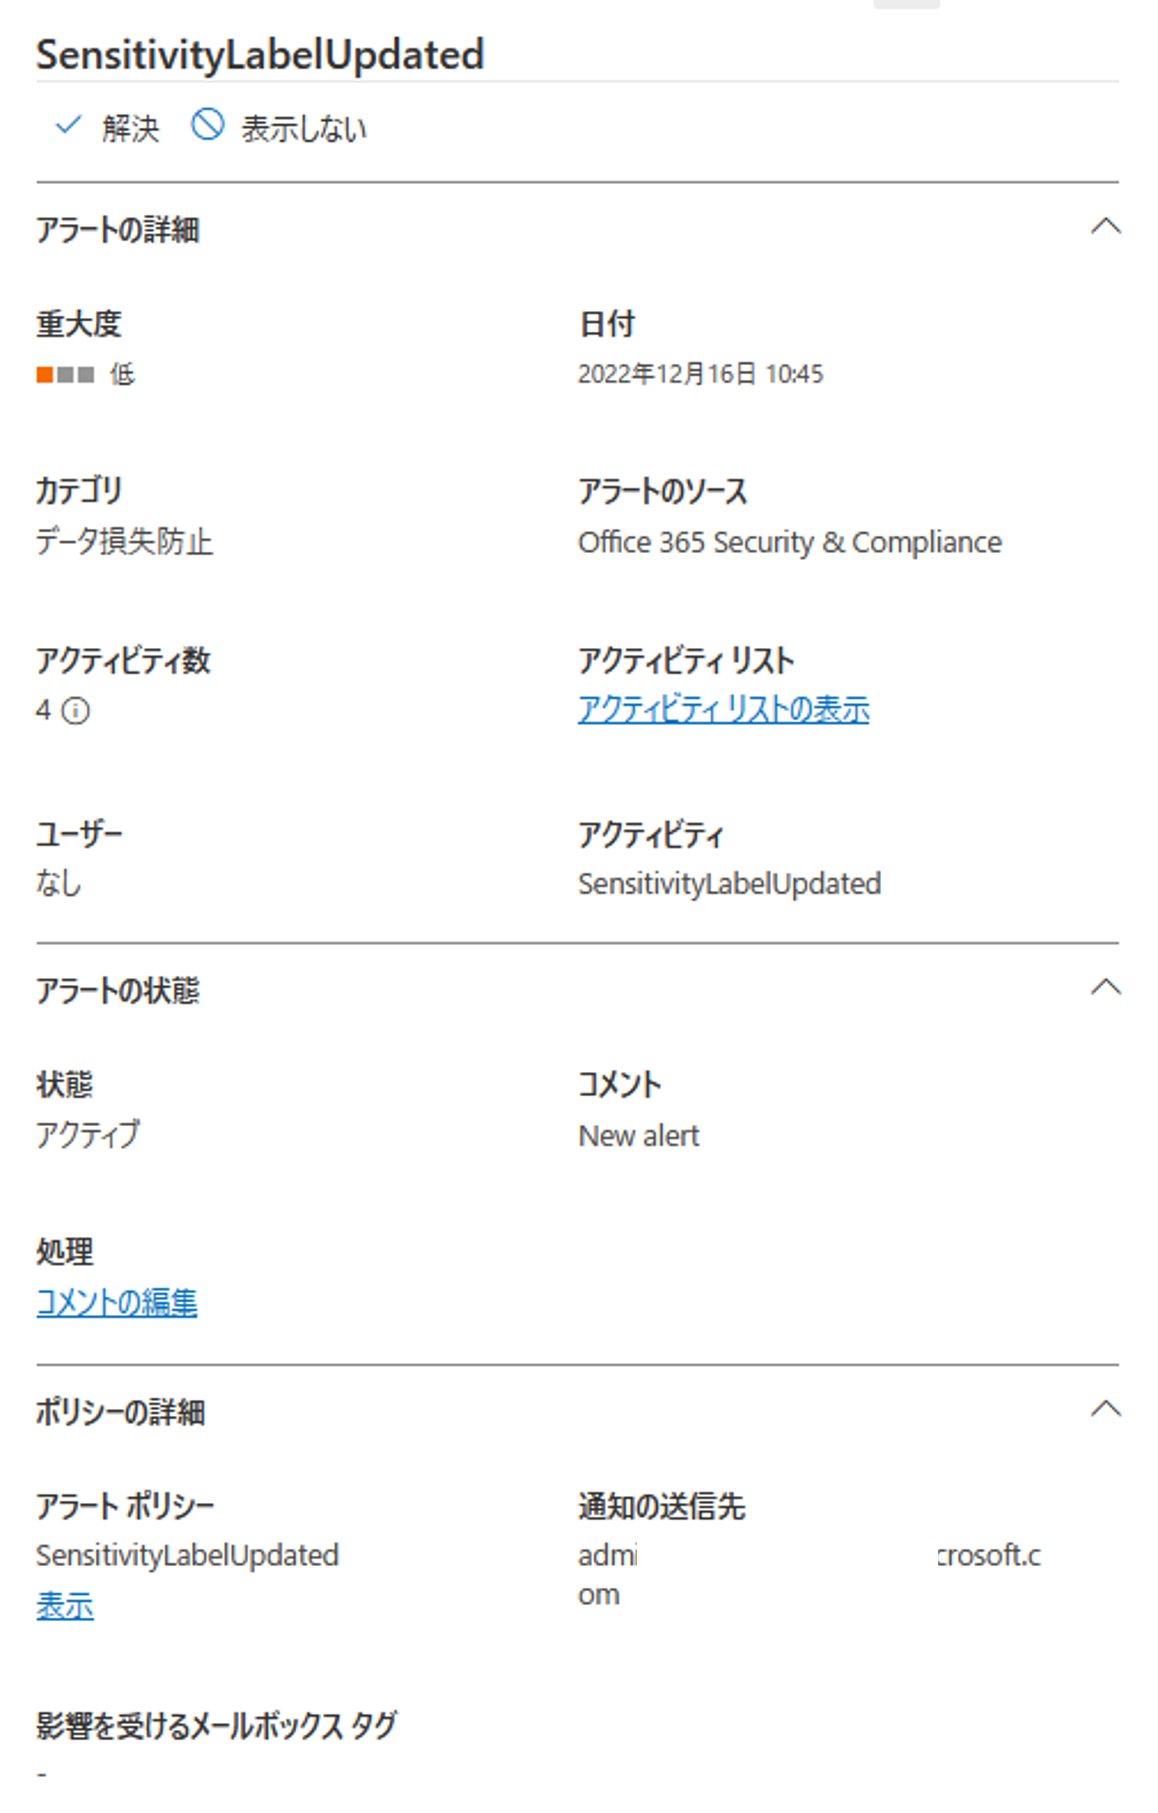 SensitivityLabelUpdated
解決 表示しない
アラートの詳細
重大度 日付
低 2022年12月16日 10:45
カテゴリ アラートのソース
データ損失防止 Office 365 Security & Compliance
アクティビティ数 アクティビティ リスト
4 アクティビティ リストの表示
ユーザー アクティビティ
なし SensitivityLabelUpdated
アラートの状態
状態 コメント
アクティブ New alert
処理
コメントの編集
ポリシーの詳細
アラート ポリシー 通知の送信先
SensitivityLabelUpdated admi crosoft.c
om
表示
影響を受けるメールボックス タグ
-